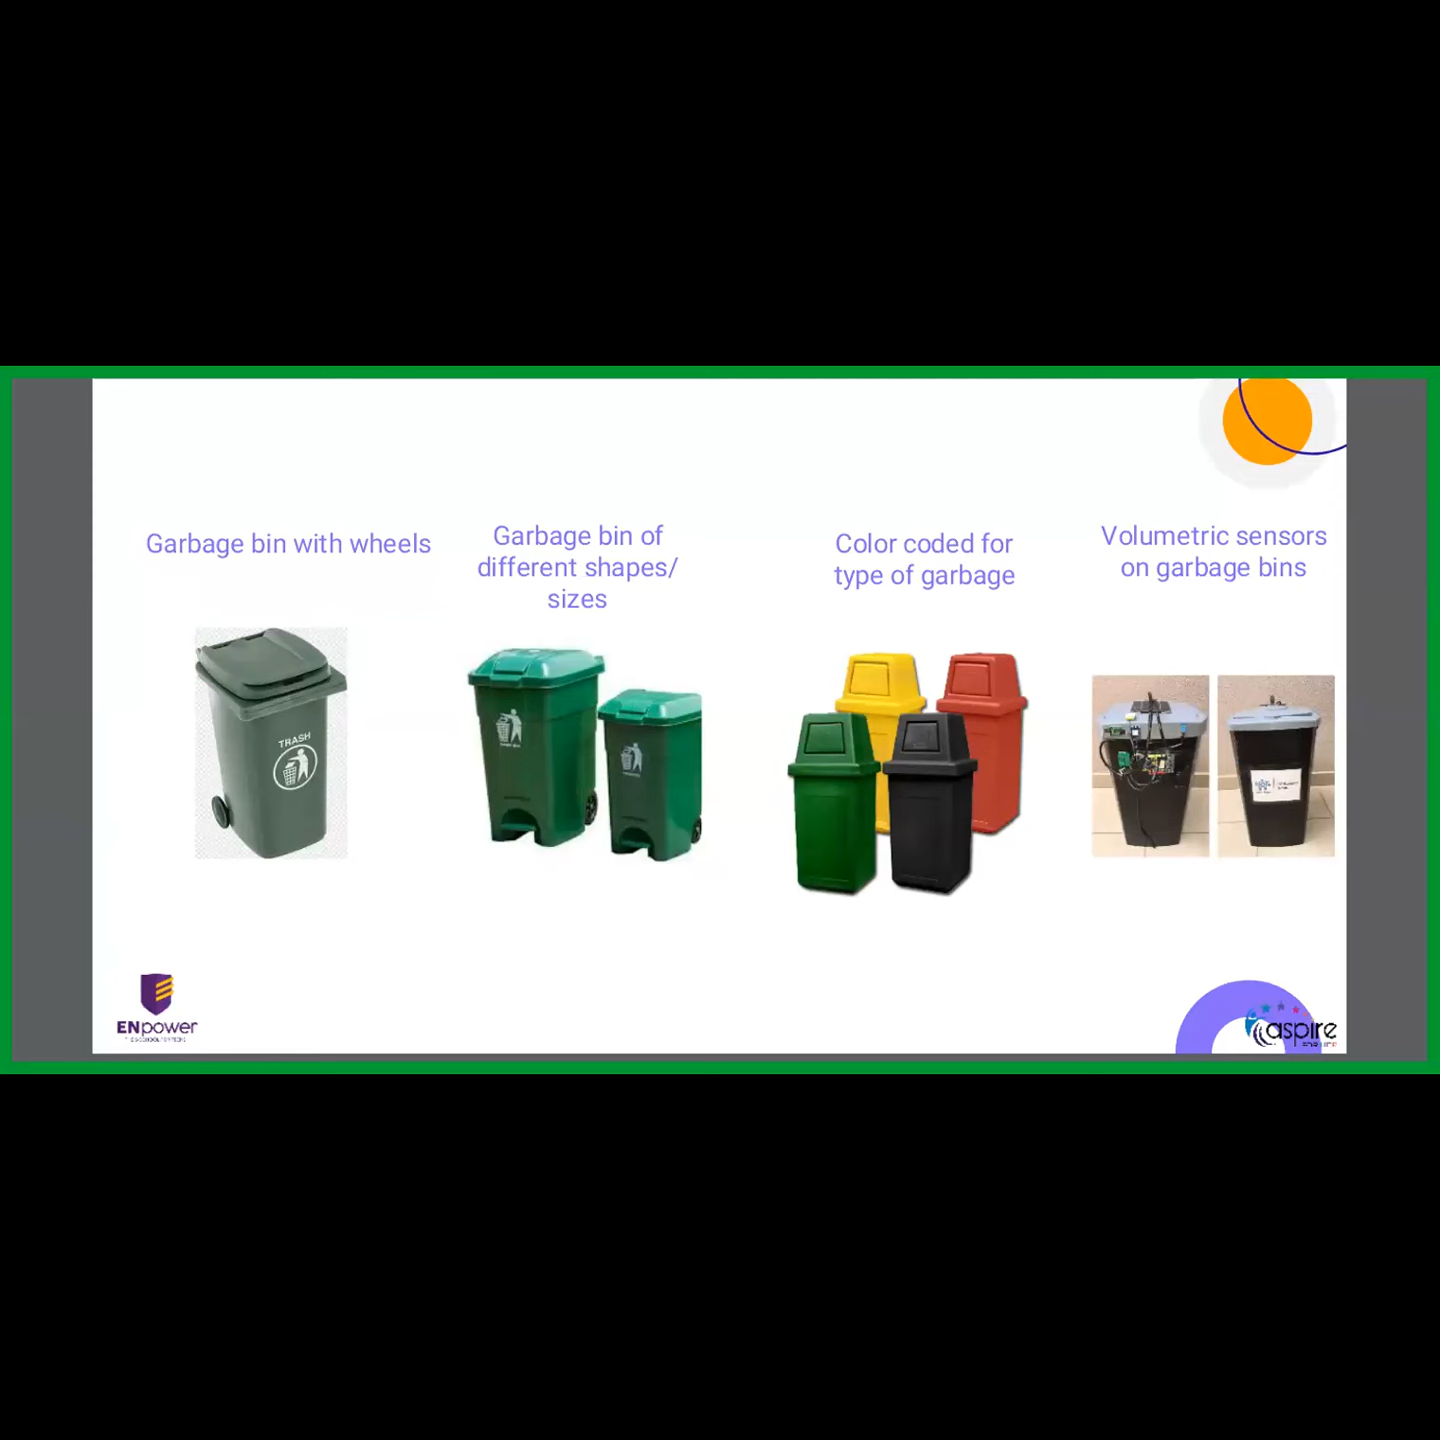 Garbage bin with wheels
Garbage bin of
different shapes/
sizes
Color coded for
type of garbage
Volumetric sensors
on garbage bins
TRASH
ENpower
aspire